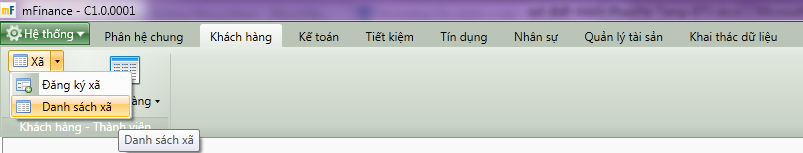 mFinance - C1.0.0001
Hệ thống Phân hệ chung Khách hàng Kế toán Tiết kiệm Tín dụng Nhân sự Quản lý tài sản Khai thác dữ liệu
Xã
Đăng ký xã
Danh sách xã
Khách hàng - Thành viên
Danh sách xã